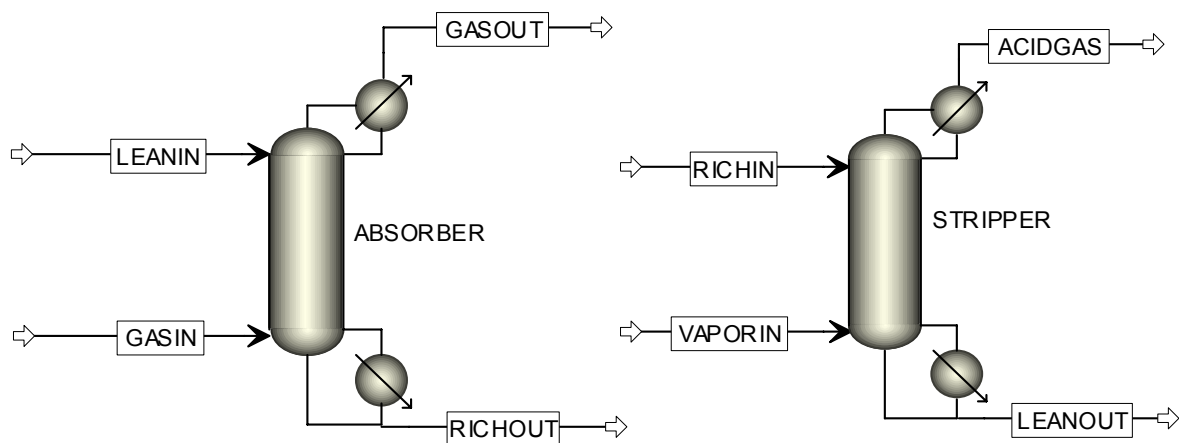 GASOUT
LEANIN
ABSORBER
GASIN
RICHOUT
ACIDGAS
RICHIN
STRIPPER
VAPORIN
LEANOUT